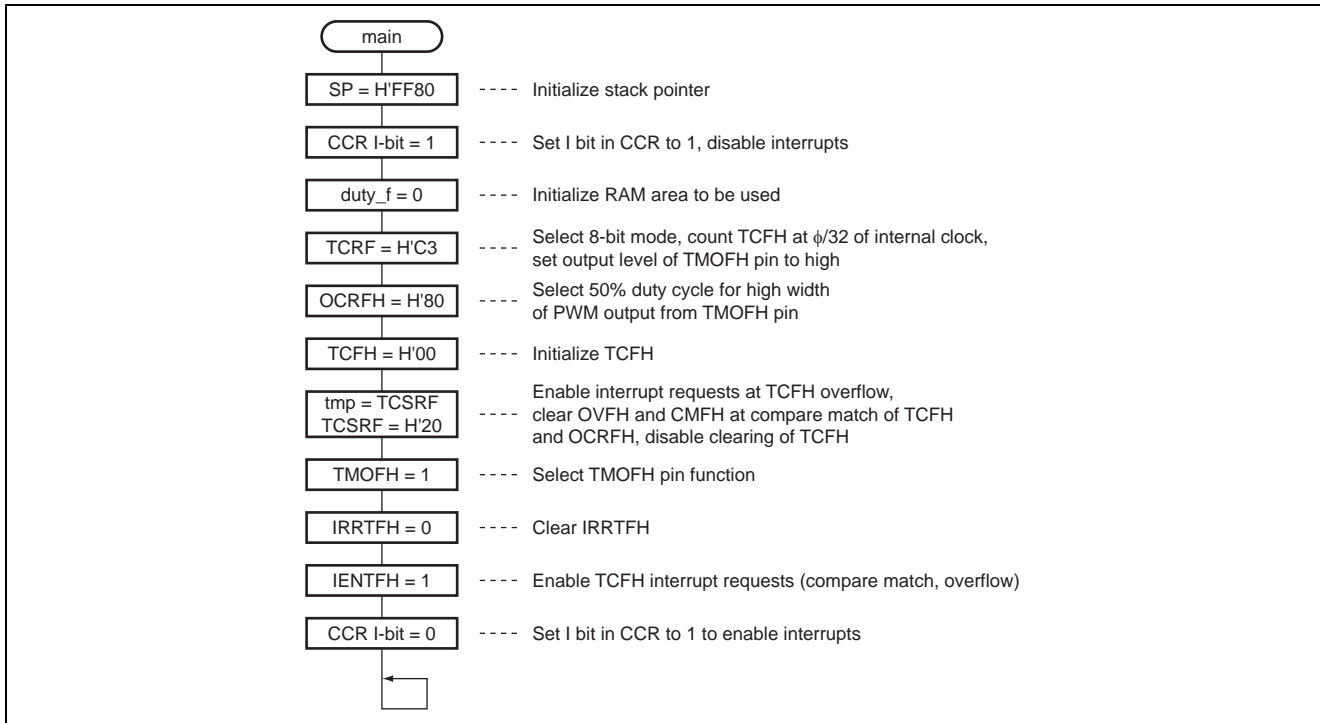 main
SP = H'FF80 ---- Initialize stack pointer
CCR I-bit = 1 ---- Set I bit in CCR to 1, disable interrupts
duty_f = 0 ---- Initialize RAM area to be used
TCRF = H'C3 ---- Select 8-bit mode, count TCFH at ϕ/32 of internal clock,
set output level of TMOFH pin to high
OCRFH = H'80 ---- Select 50% duty cycle for high width
of PWM output from TMOFH pin
TCFH = H'00 ---- Initialize TCFH
tmp = TCSRF
TCSRF = H'20 ---- Enable interrupt requests at TCFH overflow,
clear OVFH and CMFH at compare match of TCFH
and OCRFH, disable clearing of TCFH
TMOFH = 1 ---- Select TMOFH pin function
IRRTFH = 0 ---- Clear IRRTFH
IENTFH = 1 ---- Enable TCFH interrupt requests (compare match, overflow)
CCR I-bit = 0 ---- Set I bit in CCR to 1 to enable interrupts